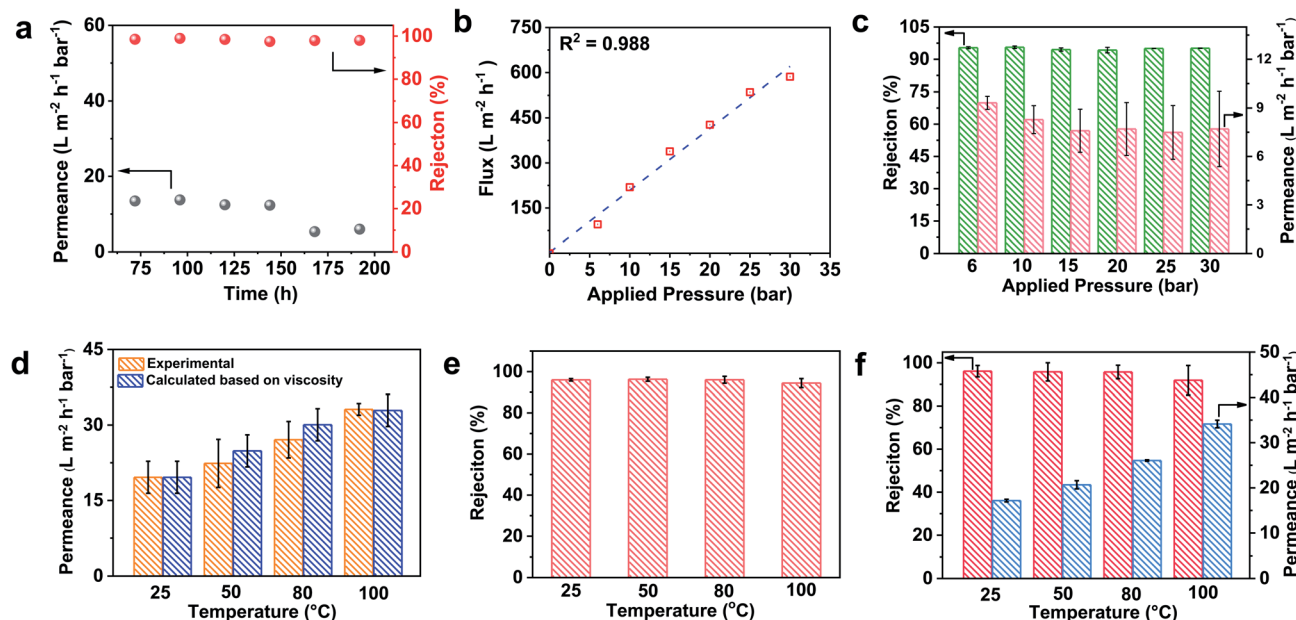 a
Permeance (L m⁻² h⁻¹ bar⁻¹)
60
40
20
0
100
80
60
40
20
0
Rejecton (%)
75 100 125 150 175 200
Time (h)
b
R² = 0.988
Flux (L m⁻² h⁻¹)
750
600
450
300
150
0 5 10 15 20 25 30 35
Applied Pressure (bar)
c
Rejeciton (%)
105
90
75
60
45
30
15
0
12
9
6
3
0
Permeance (L m⁻² h⁻¹ bar⁻¹)
6 10 15 20 25 30
Applied Pressure (bar)
d
Permeance (L m⁻² h⁻¹ bar⁻¹)
45
30
15
0
Experimental
Calculated based on viscosity
25 50 80 100
Temperature (°C)
e
Rejeciton (%)
100
80
60
40
20
0
25 50 80 100
Temperature (°C)
f
Rejeciton (%)
100
80
60
40
20
0
50
40
30
20
10
0
Permeance (L m⁻² h⁻¹ bar⁻¹)
25 50 80 100
Temperature (°C)